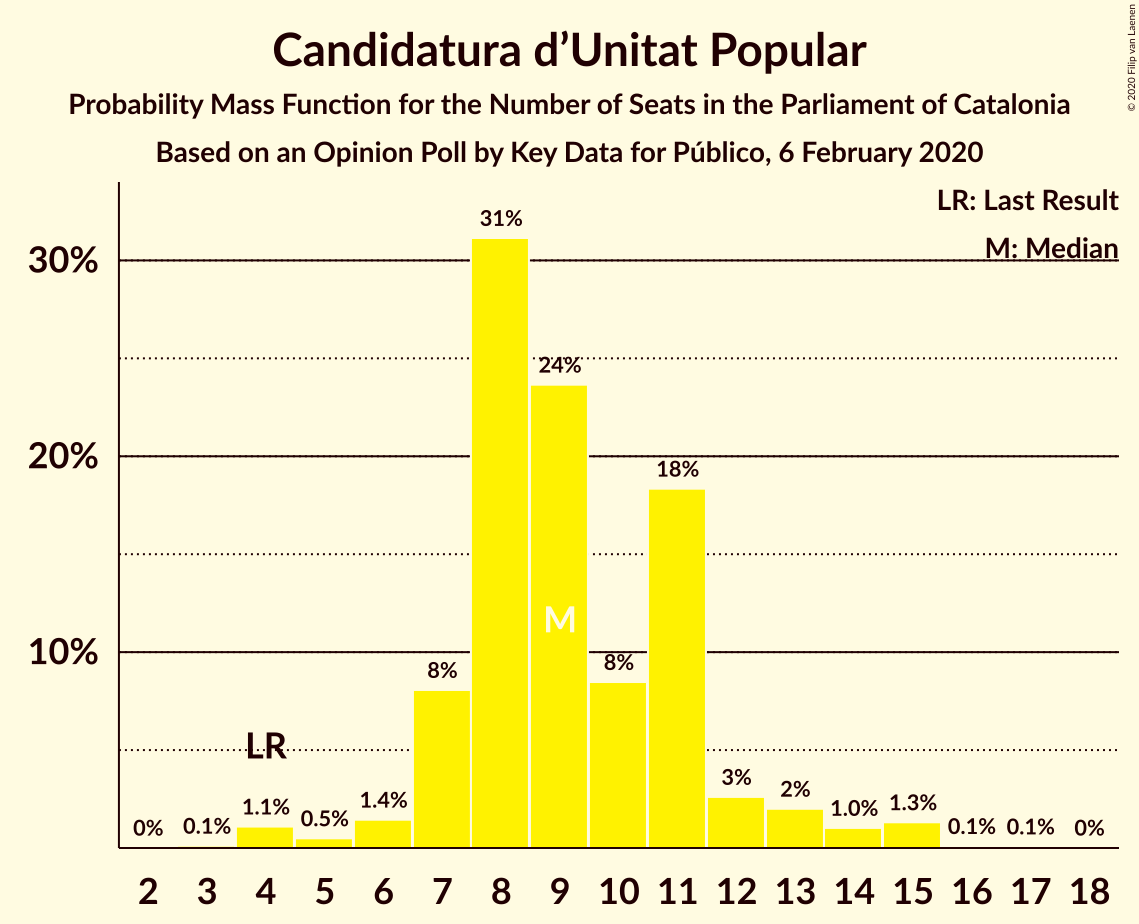 Candidatura d’Unitat Popular
Probability Mass Function for the Number of Seats in the Parliament of Catalonia
Based on an Opinion Poll by Key Data for Público, 6 February 2020
© 2020 Filip van Laenen
LR: Last Result
M: Median
30%
20%
10%
0%
0.1%
1.1%
0.5%
1.4%
8%
31%
24%
8%
18%
3%
2%
1.0%
1.3%
0.1%
0.1%
0%
LR
M
2 3 4 5 6 7 8 9 10 11 12 13 14 15 16 17 18